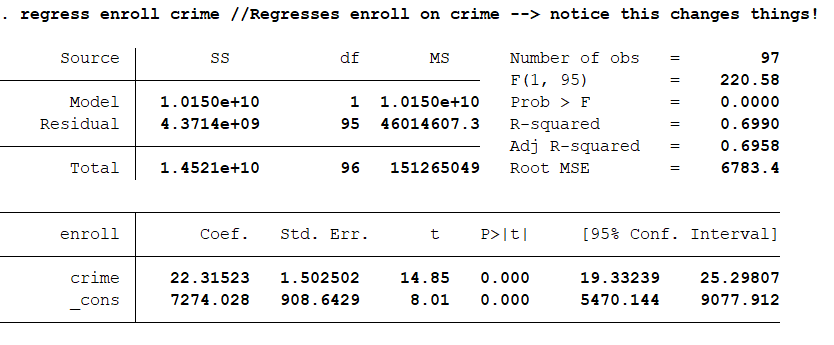 . regress enroll crime //Regresses enroll on crime --> notice this changes things!
Source SS df MS Number of obs = 97
F(1, 95) = 220.58
Model 1.0150e+10 1 1.0150e+10 Prob > F = 0.0000
Residual 4.3714e+09 95 46014607.3 R-squared = 0.6990
Adj R-squared = 0.6958
Total 1.4521e+10 96 151265049 Root MSE = 6783.4
enroll Coef. Std. Err. t P>|t| [95% Conf. Interval]
crime 22.31523 1.502502 14.85 0.000 19.33239 25.29807
_cons 7274.028 908.6429 8.01 0.000 5470.144 9077.912